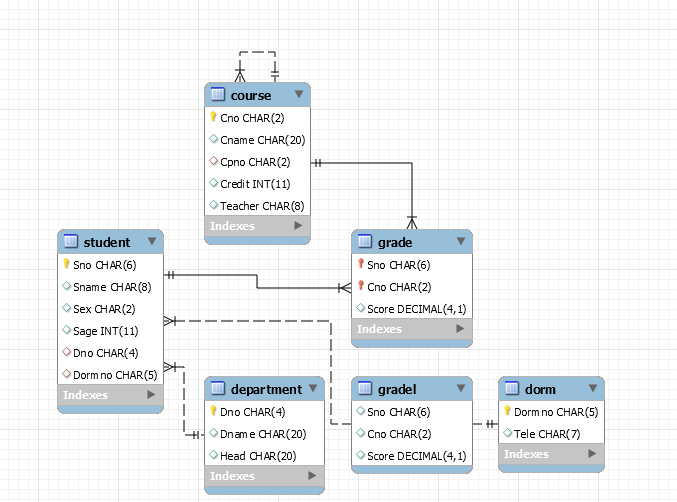 course
Cno CHAR(2)
Cname CHAR(20)
Cpno CHAR(2)
Credit INT(11)
Teacher CHAR(8)
Indexes
student
Sno CHAR(6)
Sname CHAR(8)
Sex CHAR(2)
Sage INT(11)
Dno CHAR(4)
Dormno CHAR(5)
Indexes
grade
Sno CHAR(6)
Cno CHAR(2)
Score DECIMAL(4,1)
Indexes
department
Dno CHAR(4)
Dname CHAR(20)
Head CHAR(20)
Indexes
gradel
Sno CHAR(6)
Cno CHAR(2)
Score DECIMAL(4,1)
Indexes
dorm
Dormno CHAR(5)
Tele CHAR(7)
Indexes